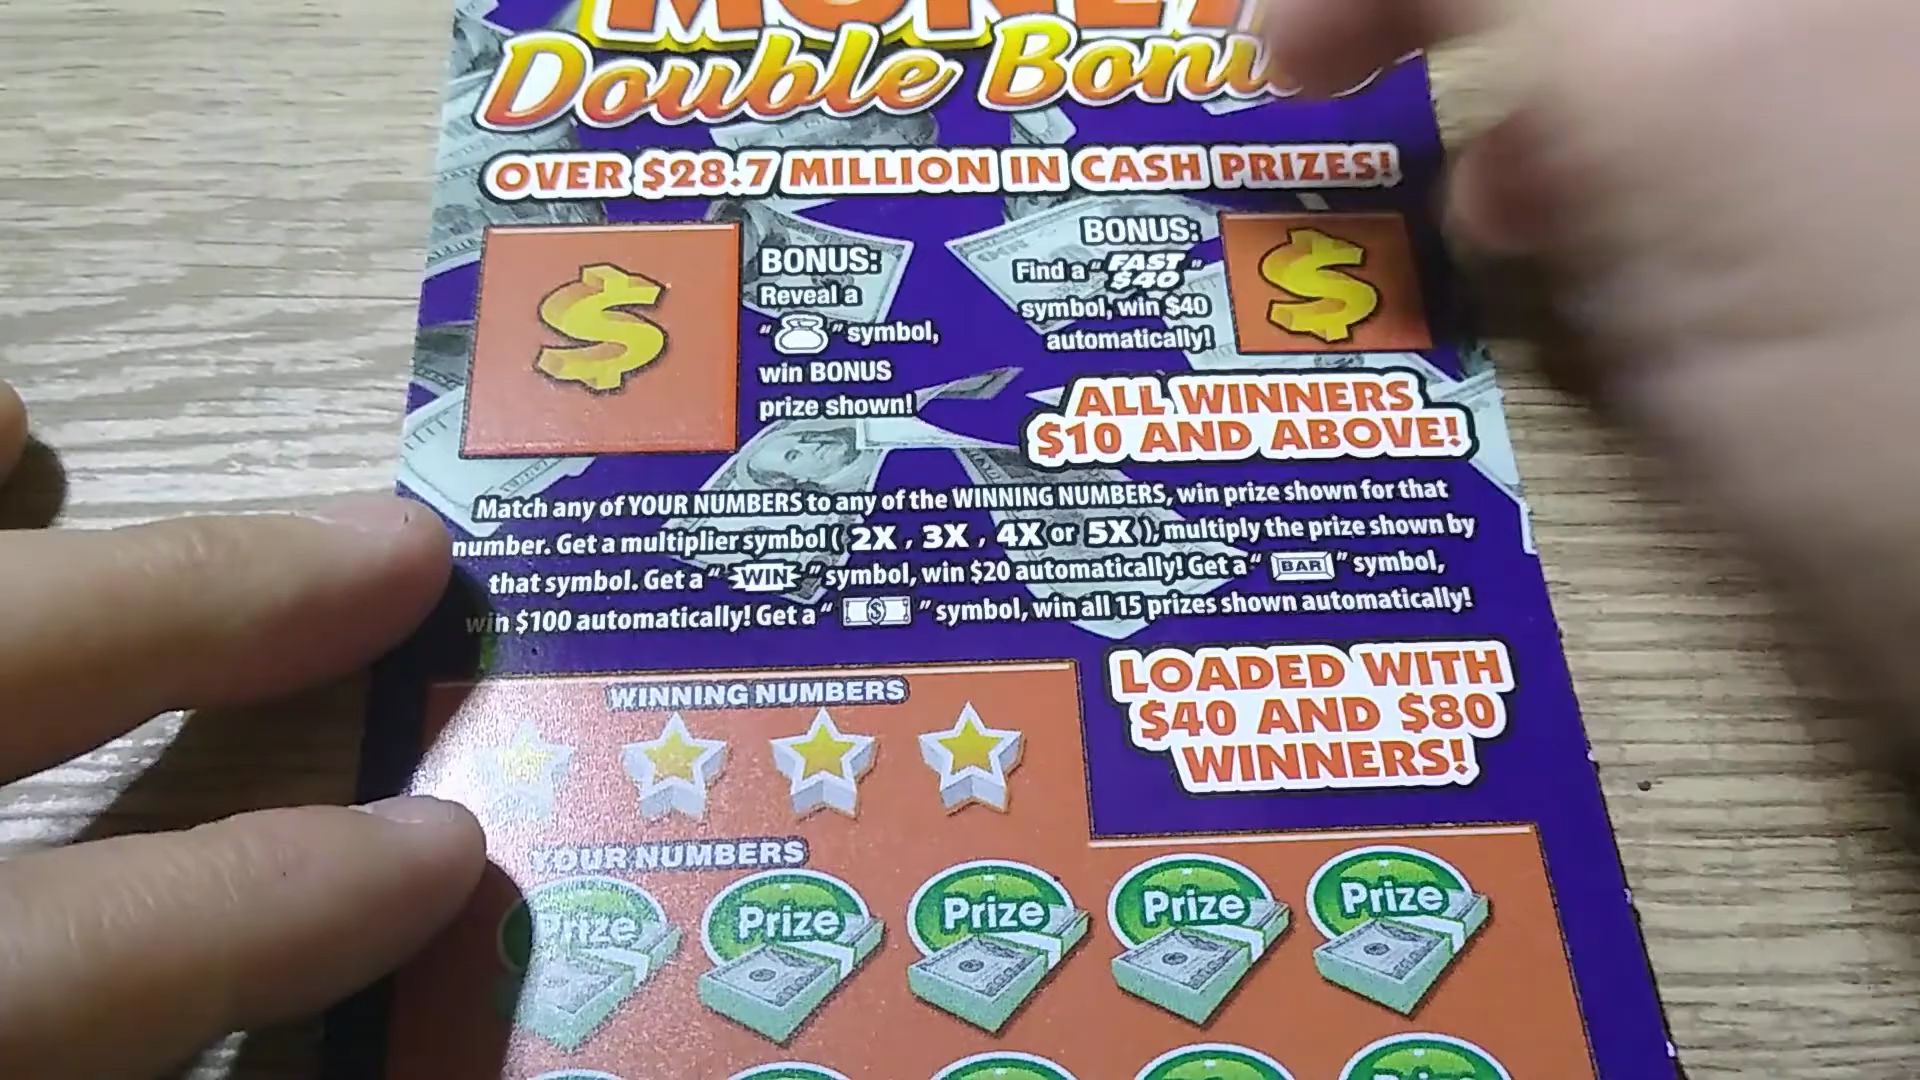 MONEY
Double Bonus
OVER $28.7 MILLION IN CASH PRIZES!
BONUS:
Reveal a
" " symbol,
win BONUS
prize shown!
BONUS:
Find a "FAST $40"
symbol, win $40
automatically!
ALL WINNERS
$10 AND ABOVE!
Match any of YOUR NUMBERS to any of the WINNING NUMBERS, win prize shown for that
number. Get a multiplier symbol ( 2X , 3X , 4X or 5X ), multiply the prize shown by
that symbol. Get a " WIN " symbol, win $20 automatically! Get a " BAR " symbol,
win $100 automatically! Get a " $ " symbol, win all 15 prizes shown automatically!
LOADED WITH
$40 AND $80
WINNERS!
WINNING NUMBERS
YOUR NUMBERS
Prize Prize Prize Prize Prize